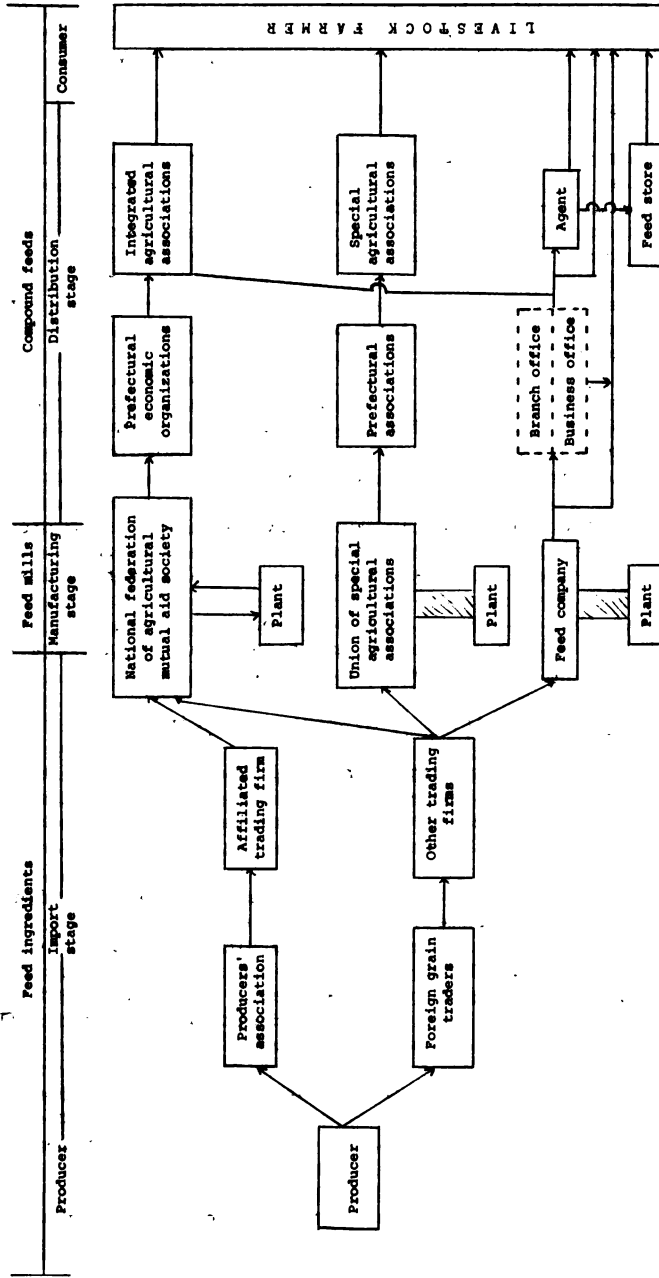 Feed ingredients
Feed mills
Compound feeds
Producer
Import
stage
Manufacturing
stage
Distribution
stage
Consumer
Producer
Producers'
association
Foreign grain
traders
Affiliated
trading firm
Other trading
firms
National federation
of agricultural
mutual aid society
Plant
Union of special
agricultural
associations
Plant
Feed company
Plant
Prefectural
economic
organizations
Prefectural
associations
Branch office
Business office
Integrated
agricultural
associations
Special
agricultural
associations
Agent
Feed store
LIVESTOCK FARMER